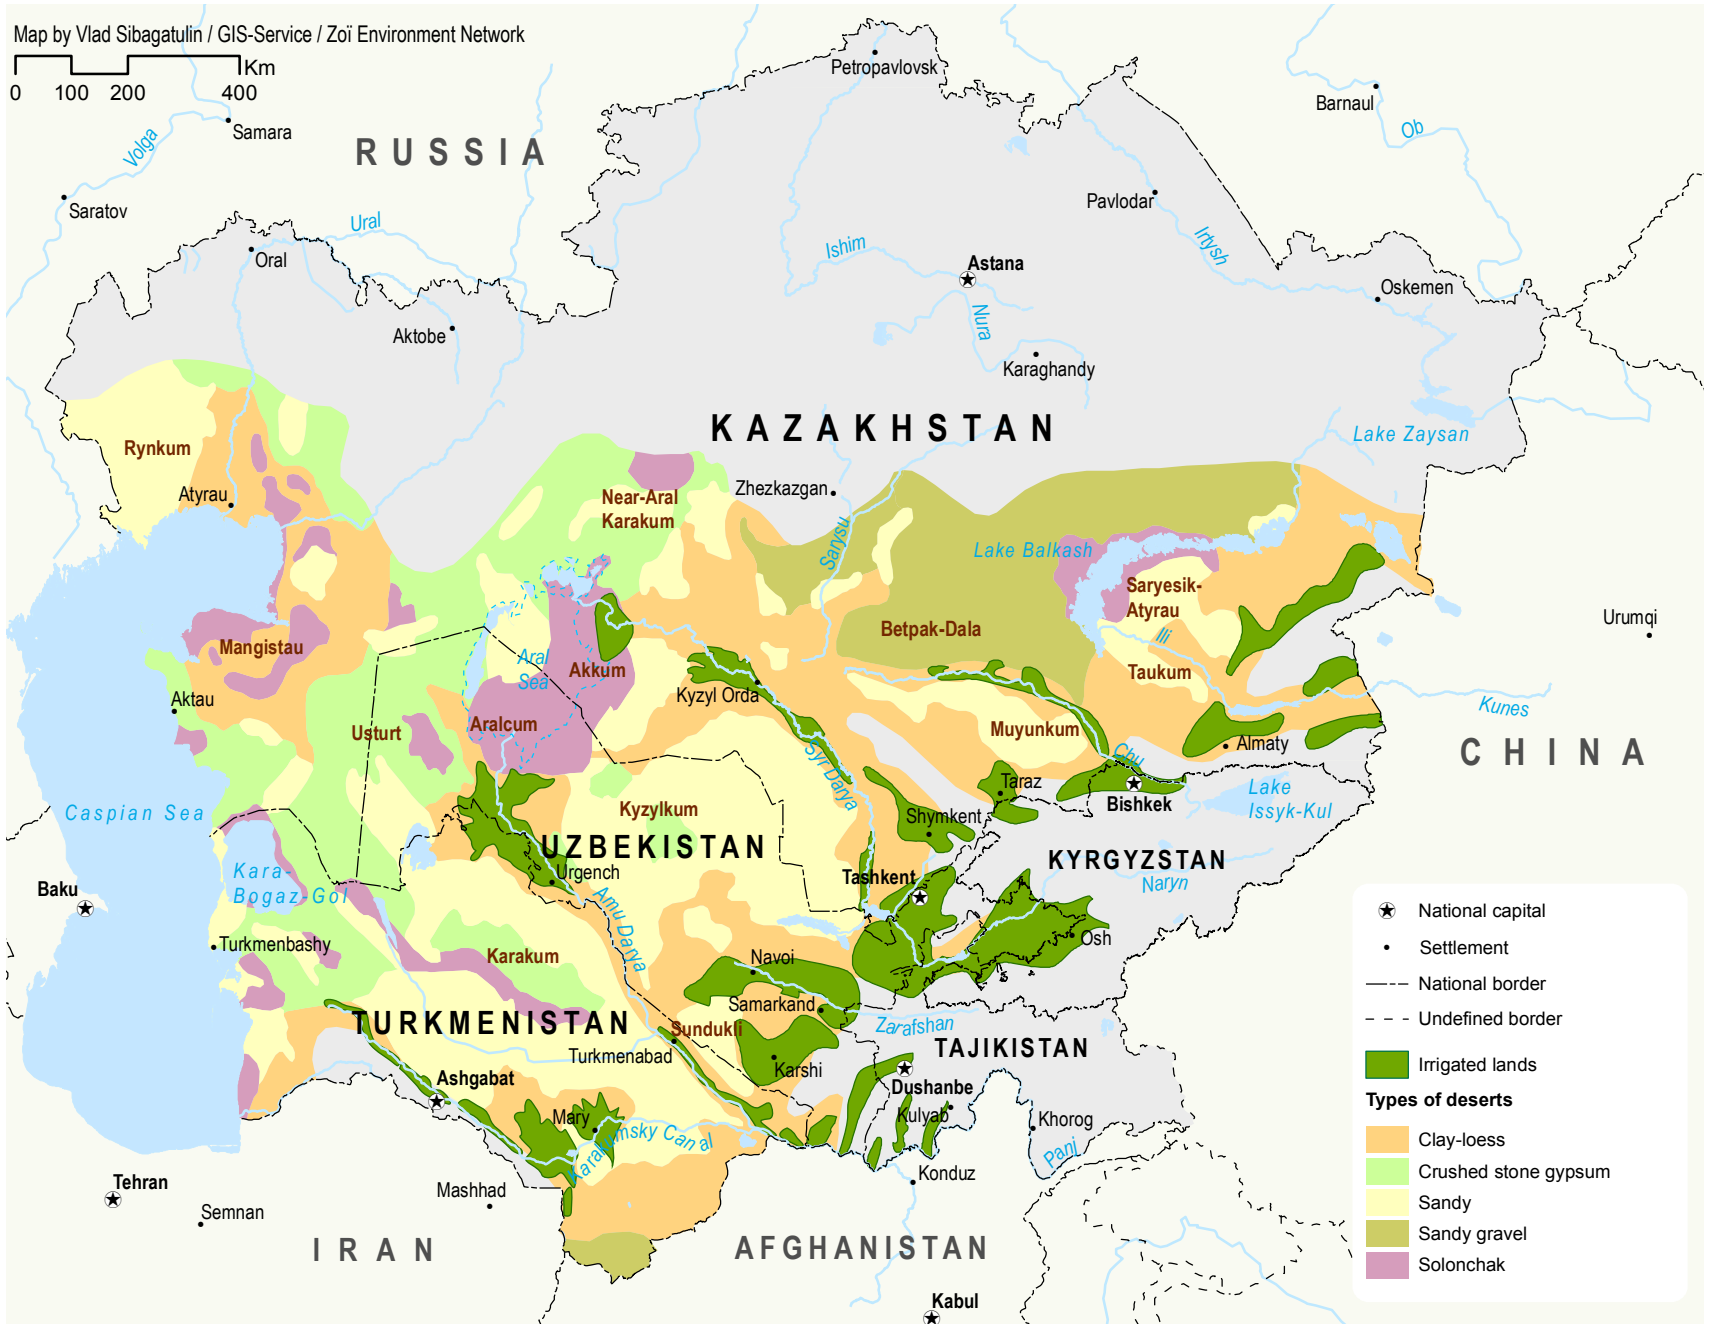 Map by Vlad Sibagatulin / GIS-Service / Zoï Environment Network
Km
0 100 200 400
Petropavlovsk
Barnaul
Ob
Samara
Volga
RUSSIA
Saratov
Pavlodar
Ural
Irtysh
Ishim
Oral
Astana
Oskemen
Nura
Aktobe
Karaghandy
KAZAKHSTAN
Lake Zaysan
Rynkum
Zhezkazgan
Atyrau
Near-Aral
Karakum
Sarysu
Lake Balkash
Saryesik-
Atyrau
Urumqi
Betpak-Dala
Ili
Mangistau
Aral
Sea
Akkum
Taukum
Aktau
Kyzyl Orda
Kunes
Usturt
Aralcum
Muyunkum
Almaty
CHINA
Chu
Syr Darya
Taraz
Bishkek
Lake
Issyk-Kul
Caspian Sea
Kyzylkum
Shymkent
UZBEKISTAN
KYRGYZSTAN
Kara-
Bogaz-Gol
Urgench
Tashkent
Naryn
Baku
Amu Darya
Turkmenbashy
Karakum
Navoi
Osh
Samarkand
TURKMENISTAN
Sundukli
Zarafshan
Turkmenabad
TAJIKISTAN
Karshi
Ashgabat
Dushanbe
Mary
Kulyab
Khorog
Karakumsky Canal
Panj
Konduz
Tehran
Mashhad
Semnan
IRAN
AFGHANISTAN
Kabul
National capital
Settlement
National border
Undefined border
Irrigated lands
Types of deserts
Clay-loess
Crushed stone gypsum
Sandy
Sandy gravel
Solonchak